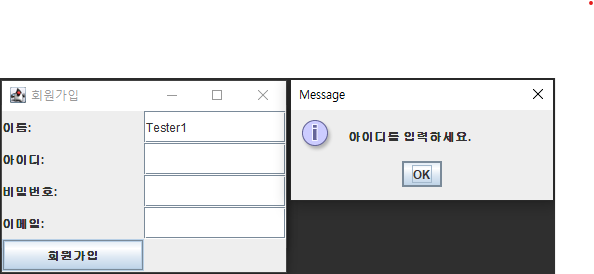 회원가입
이름:
Tester1
아이디:
비밀번호:
이메일:
회원가입
Message
아이디를 입력하세요.
OK